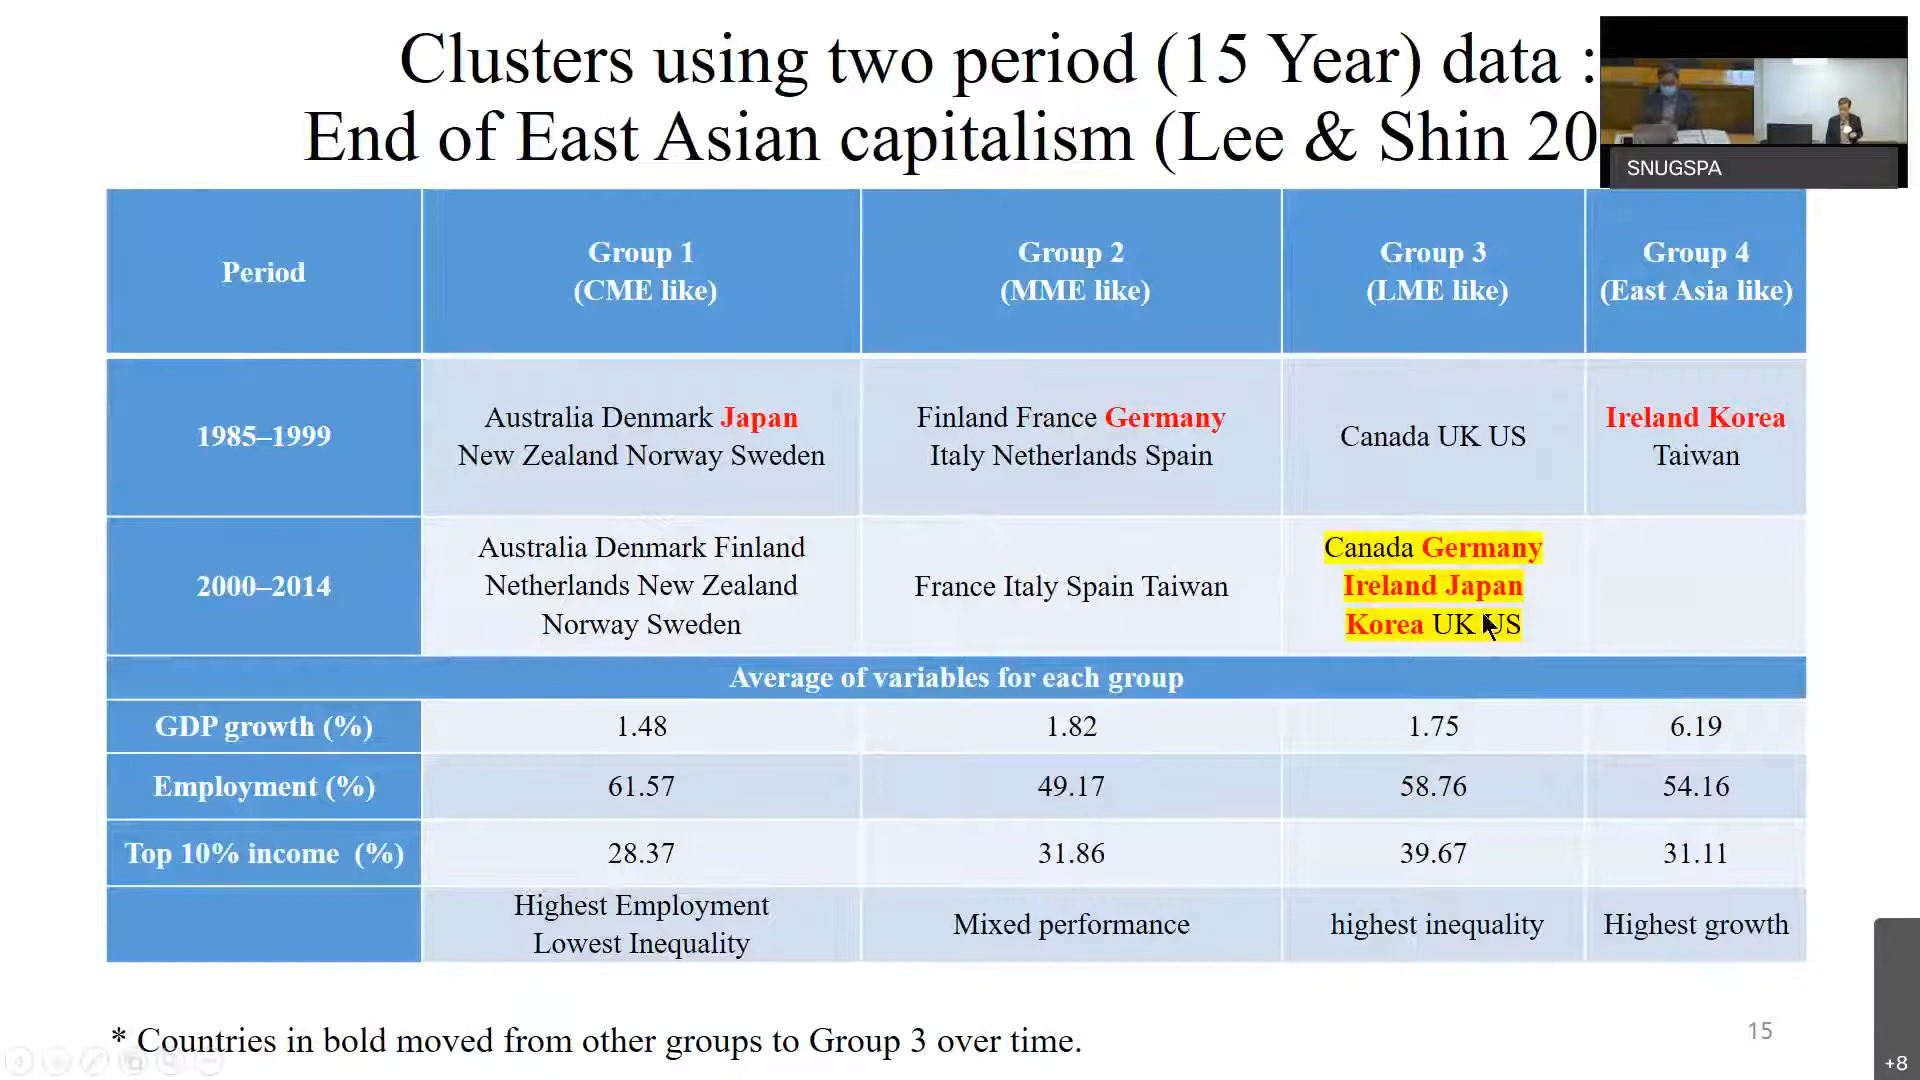 Clusters using two period (15 Year) data :
End of East Asian capitalism (Lee & Shin 20
SNUGSPA
Period
Group 1
(CME like)
Group 2
(MME like)
Group 3
(LME like)
Group 4
(East Asia like)
1985–1999
Australia Denmark Japan
New Zealand Norway Sweden
Finland France Germany
Italy Netherlands Spain
Canada UK US
Ireland Korea
Taiwan
2000–2014
Australia Denmark Finland
Netherlands New Zealand
Norway Sweden
France Italy Spain Taiwan
Canada Germany
Ireland Japan
Korea UK US
Average of variables for each group
GDP growth (%)
1.48
1.82
1.75
6.19
Employment (%)
61.57
49.17
58.76
54.16
Top 10% income (%)
28.37
31.86
39.67
31.11
Highest Employment
Lowest Inequality
Mixed performance
highest inequality
Highest growth
* Countries in bold moved from other groups to Group 3 over time.
15
+8